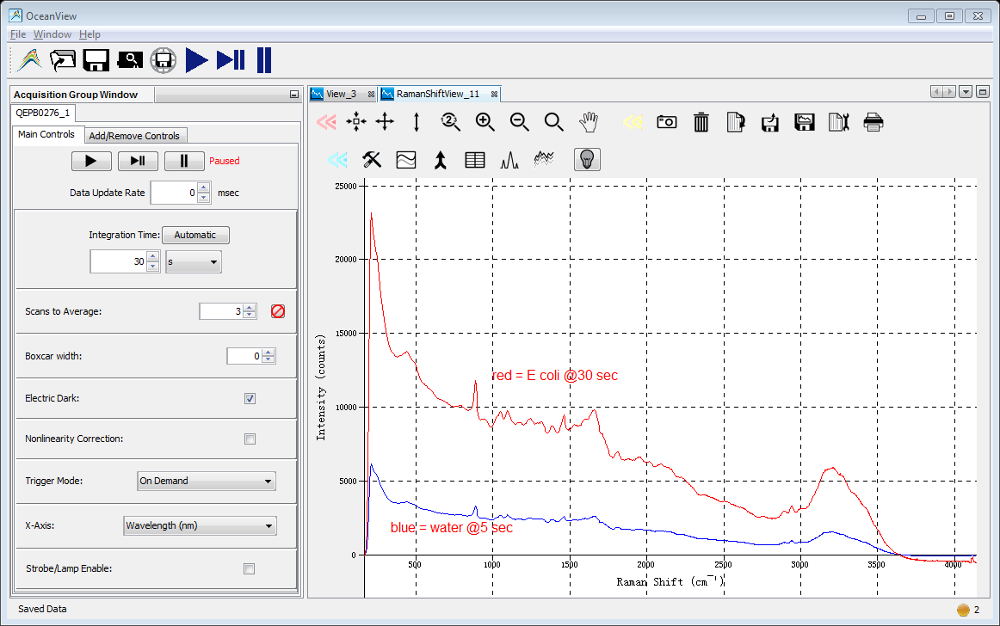 OceanView
File Window Help
Acquisition Group Window
QEPB0276_1
Main Controls Add/Remove Controls
Paused
Data Update Rate 0 msec
Integration Time: Automatic
30 s
Scans to Average: 3
Boxcar width: 0
Electric Dark:
Nonlinearity Correction:
Trigger Mode: On Demand
X-Axis: Wavelength (nm)
Strobe/Lamp Enable:
View_3 RamanShiftView_11
2
25000
20000
15000
10000
5000
0
Intensity (counts)
red = E coli @30 sec
blue = water @5 sec
500 1000 1500 2000 2500 3000 3500 4000
Raman Shift (cm⁻¹)
Saved Data
2